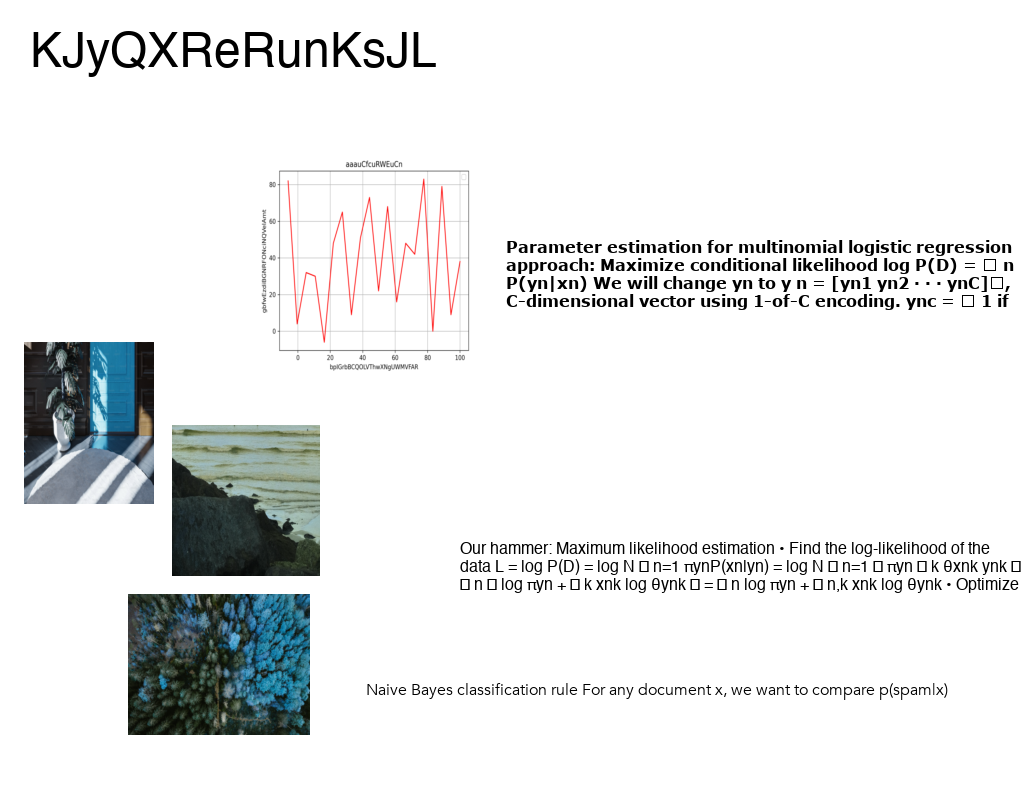 KJyQXReRunKsJL
aaauCfcuRWEuCn
80
60
40
20
0
0 20 40 60 80 100
bpIGrbBCQOLVThwXNgUWMVFAR
Parameter estimation for multinomial logistic regression
approach: Maximize conditional likelihood log P(D) = □ n
P(yn|xn) We will change yn to y n = [yn1 yn2 · · · ynC]□,
C-dimensional vector using 1-of-C encoding. ync = □ 1 if
Our hammer: Maximum likelihood estimation • Find the log-likelihood of the
data L = log P(D) = log N □ n=1 πynP(xn|yn) = log N □ n=1 □ πyn □ k θxnk ynk □
□ n □ log πyn + □ k xnk log θynk □ = □ n log πyn + □ n,k xnk log θynk • Optimize
Naive Bayes classification rule For any document x, we want to compare p(spam|x)